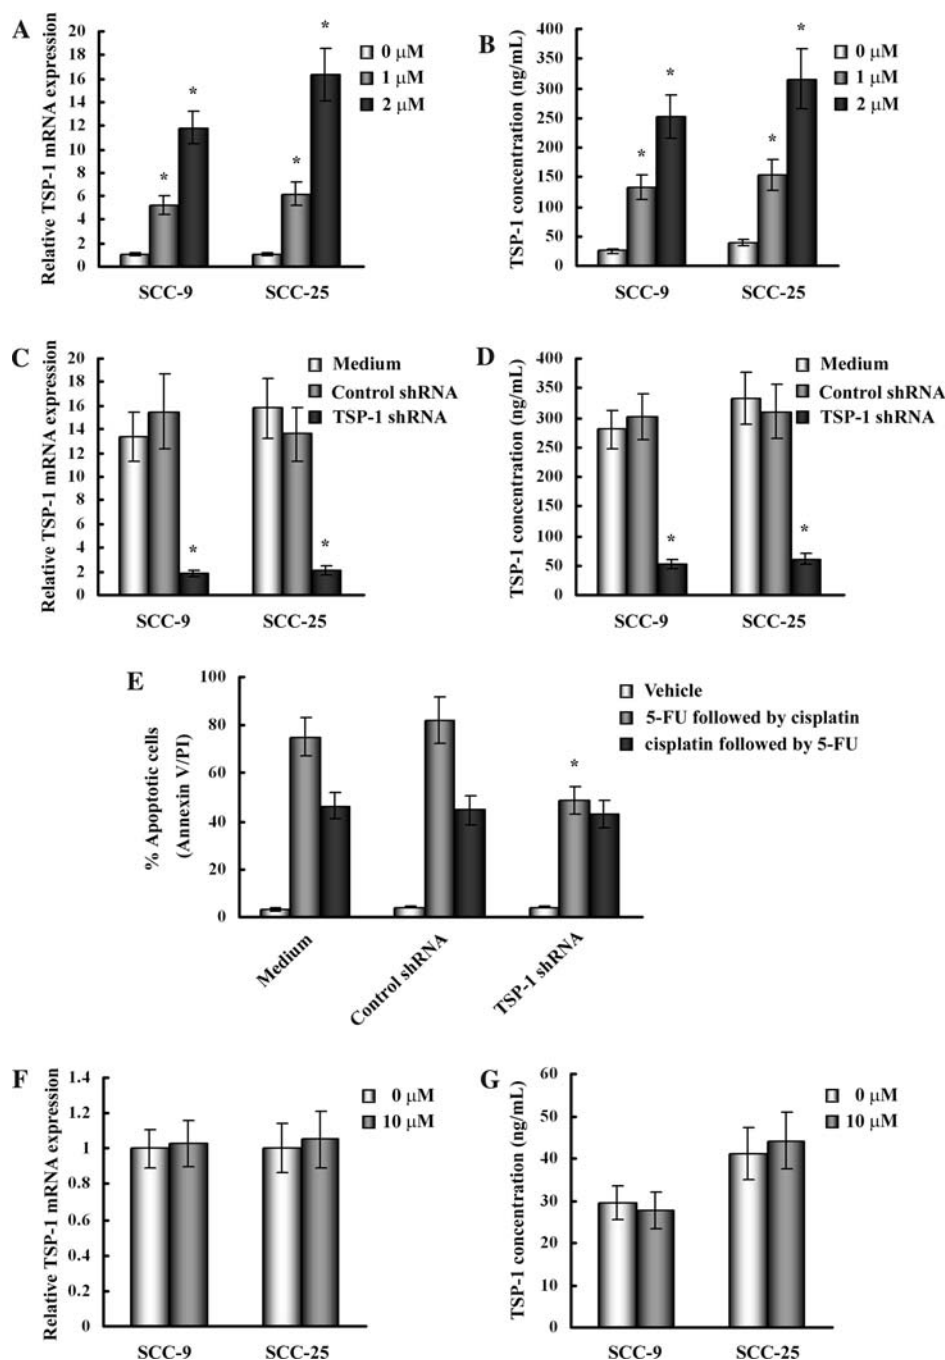 A
Relative TSP-1 mRNA expression
20
18
16
14
12
10
8
6
4
2
0
*
*
*
*
0 μM
1 μM
2 μM
SCC-9
SCC-25
B
TSP-1 concentration (ng/mL)
400
350
300
250
200
150
100
50
0
*
*
*
*
0 μM
1 μM
2 μM
SCC-9
SCC-25
C
Relative TSP-1 mRNA expression
20
18
16
14
12
10
8
6
4
2
0
*
*
Medium
Control shRNA
TSP-1 shRNA
SCC-9
SCC-25
D
TSP-1 concentration (ng/mL)
400
350
300
250
200
150
100
50
0
*
*
Medium
Control shRNA
TSP-1 shRNA
SCC-9
SCC-25
E
% Apoptotic cells
(Annexin V/PI)
100
80
60
40
20
0
*
Vehicle
5-FU followed by cisplatin
cisplatin followed by 5-FU
Medium
Control shRNA
TSP-1 shRNA
F
Relative TSP-1 mRNA expression
1.4
1.2
1
0.8
0.6
0.4
0.2
0
0 μM
10 μM
SCC-9
SCC-25
G
TSP-1 concentration (ng/mL)
60
50
40
30
20
10
0
0 μM
10 μM
SCC-9
SCC-25